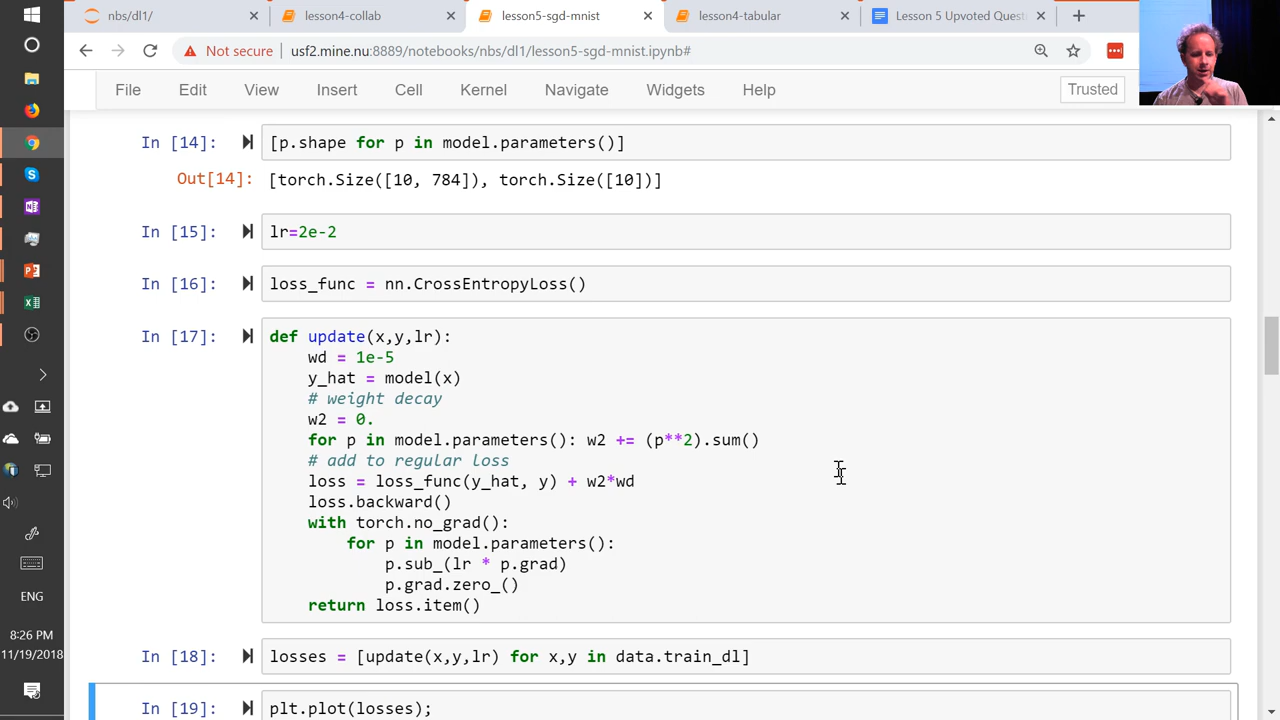 nbs/dl1/
lesson4-collab
lesson5-sgd-mnist
lesson4-tabular
Lesson 5 Upvoted Quest
Not secure
usf2.mine.nu:8889/notebooks/nbs/dl1/lesson5-sgd-mnist.ipynb#
File Edit View Insert Cell Kernel Navigate Widgets Help
Trusted
In [14]: [p.shape for p in model.parameters()]
Out[14]: [torch.Size([10, 784]), torch.Size([10])]
In [15]: lr=2e-2
In [16]: loss_func = nn.CrossEntropyLoss()
In [17]: def update(x,y,lr):
wd = 1e-5
y_hat = model(x)
# weight decay
w2 = 0.
for p in model.parameters(): w2 += (p**2).sum()
# add to regular loss
loss = loss_func(y_hat, y) + w2*wd
loss.backward()
with torch.no_grad():
for p in model.parameters():
p.sub_(lr * p.grad)
p.grad.zero_()
return loss.item()
In [18]: losses = [update(x,y,lr) for x,y in data.train_dl]
In [19]: plt.plot(losses);
ENG
8:26 PM
11/19/2018